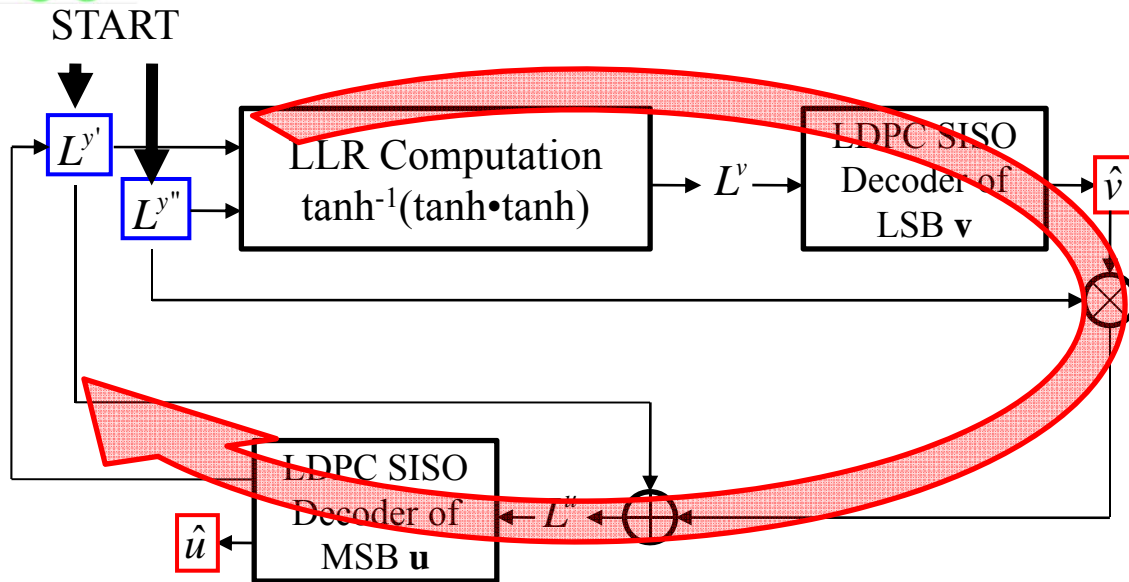 START
L^{y'}
L^{y''}
LLR Computation
tanh⁻¹(tanh•tanh)
L^v
LDPC SISO
Decoder of
LSB v
v̂
LDPC SISO
Decoder of
MSB u
L^u
û